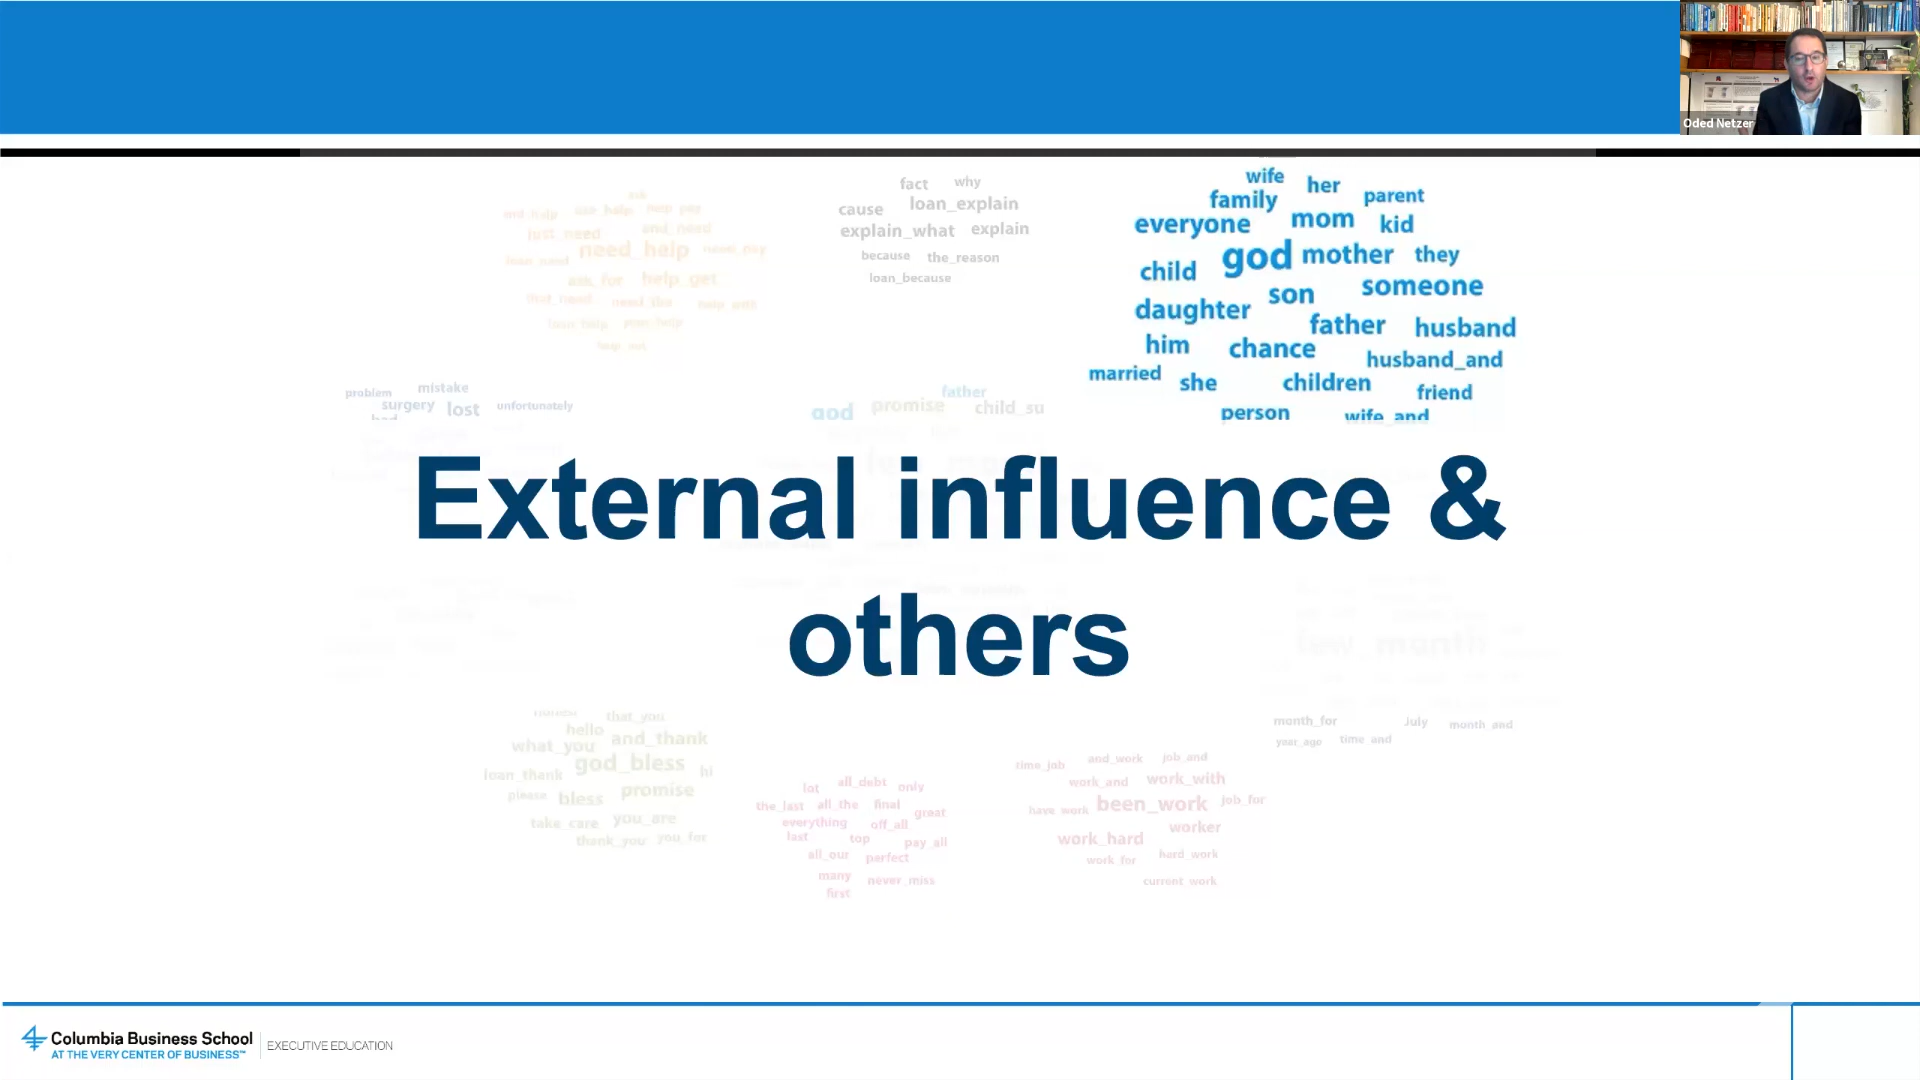 Oded Netzer
fact why
cause loan_explain
explain_what explain
because the_reason
loan_because
wife her parent
family mom kid
everyone
god mother they
child
son someone
daughter
father husband
him chance
husband_and
married she children friend
person wife_and
ask_for help_get
need_help need_pay
problem mistake
surgery lost unfortunately
father
god promise child_su
External influence &
others
few_month
that_you
hello
what_you and_thank
god_bless hi
loan_thank
please bless promise
take_care you_are
thank_you you_for
lot all_debt only
the_last all_the final
everything off_all great
last top pay_all
all_our perfect
many never_miss
first
time_job and_work job_and
work_and work_with
have_work been_work job_for
worker
work_hard
work_for hard_work
current_work
month_for July month_and
year_ago time_and
Columbia Business School
AT THE VERY CENTER OF BUSINESS™
EXECUTIVE EDUCATION